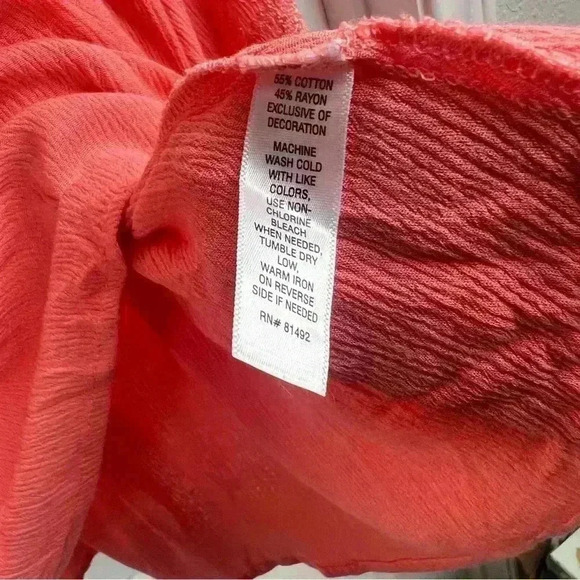 55% COTTON
45% RAYON
EXCLUSIVE OF
DECORATION
MACHINE
WASH COLD
WITH LIKE
COLORS,
USE NON-
CHLORINE
BLEACH
WHEN NEEDED,
TUMBLE DRY
LOW,
WARM IRON
ON REVERSE
SIDE IF NEEDED
RN# 81492